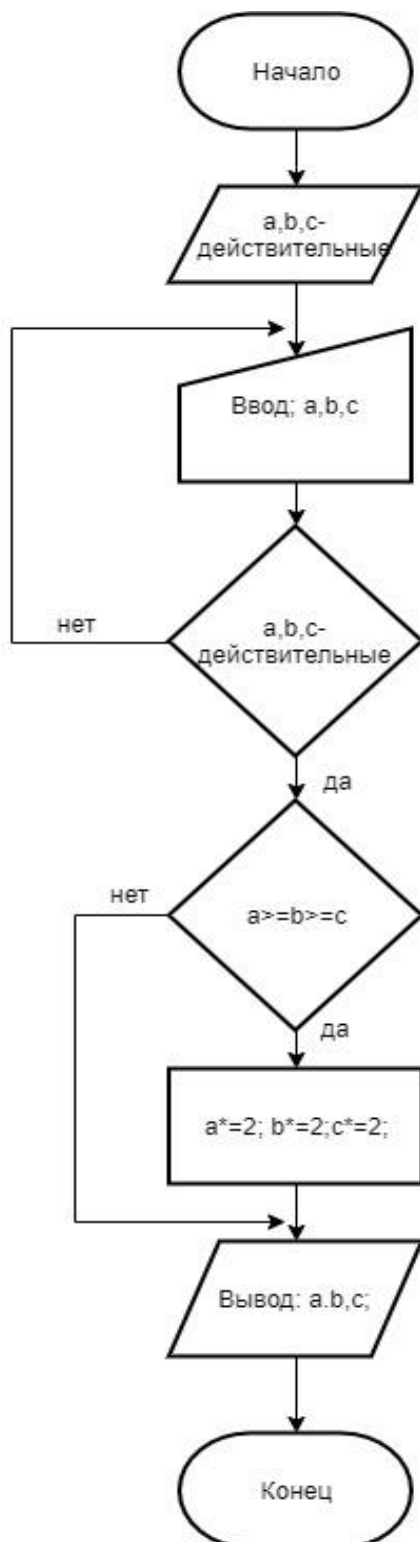 Начало
a,b,c-
действительные
Ввод; a,b,c
a,b,c-
действительные
нет
да
a>=b>=c
нет
да
a*=2; b*=2;c*=2;
Вывод: a.b,c;
Конец